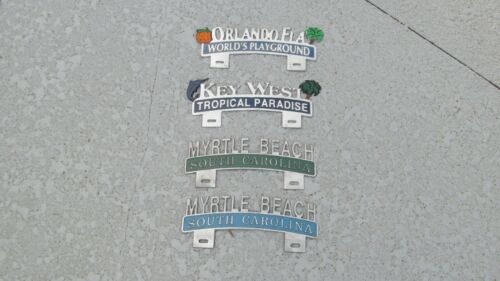 ORLANDO, FLA
WORLD'S PLAYGROUND
KEY WEST
TROPICAL PARADISE
MYRTLE BEACH
SOUTH CAROLINA
MYRTLE BEACH
SOUTH CAROLINA